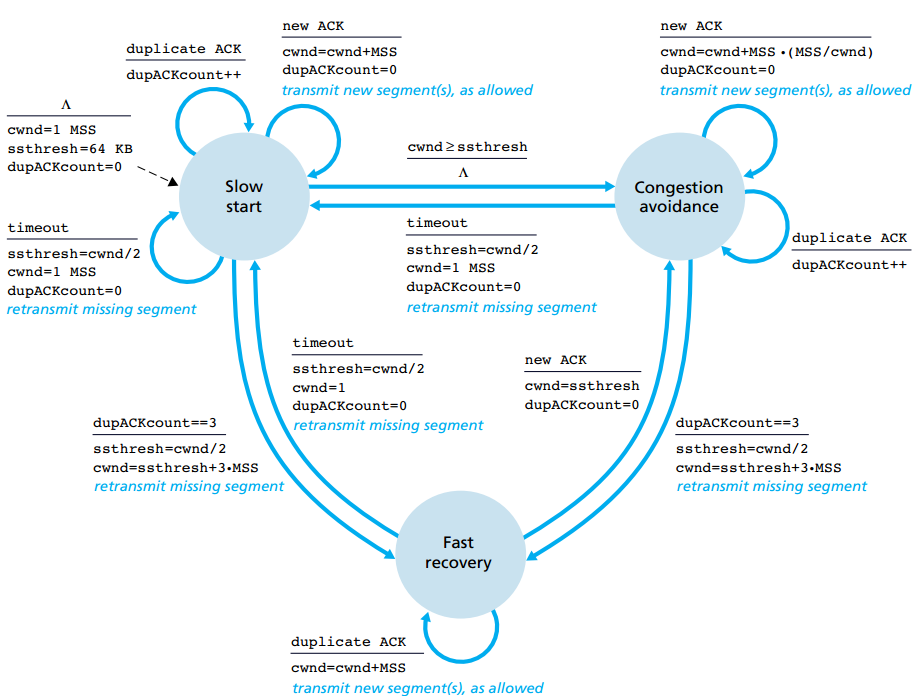 duplicate ACK
dupACKcount++
new ACK
cwnd=cwnd+MSS
dupACKcount=0
transmit new segment(s), as allowed
new ACK
cwnd=cwnd+MSS •(MSS/cwnd)
dupACKcount=0
transmit new segment(s), as allowed
Λ
cwnd=1 MSS
ssthresh=64 KB
dupACKcount=0
Slow
start
cwnd≥ssthresh
Λ
Congestion
avoidance
timeout
ssthresh=cwnd/2
cwnd=1 MSS
dupACKcount=0
retransmit missing segment
timeout
ssthresh=cwnd/2
cwnd=1 MSS
dupACKcount=0
retransmit missing segment
duplicate ACK
dupACKcount++
timeout
ssthresh=cwnd/2
cwnd=1
dupACKcount=0
retransmit missing segment
new ACK
cwnd=ssthresh
dupACKcount=0
dupACKcount==3
ssthresh=cwnd/2
cwnd=ssthresh+3•MSS
retransmit missing segment
dupACKcount==3
ssthresh=cwnd/2
cwnd=ssthresh+3•MSS
retransmit missing segment
Fast
recovery
duplicate ACK
cwnd=cwnd+MSS
transmit new segment(s), as allowed